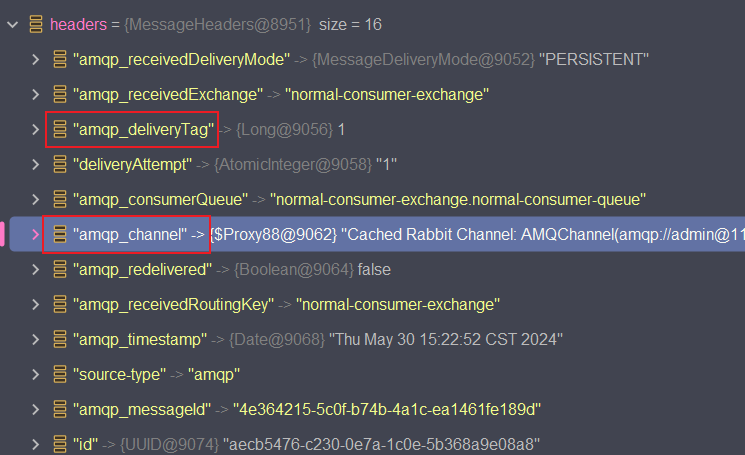 headers = {MessageHeaders@8951} size = 16
"amqp_receivedDeliveryMode" -> {MessageDeliveryMode@9052} "PERSISTENT"
"amqp_receivedExchange" -> "normal-consumer-exchange"
"amqp_deliveryTag" -> {Long@9056} 1
"deliveryAttempt" -> {AtomicInteger@9058} "1"
"amqp_consumerQueue" -> "normal-consumer-exchange.normal-consumer-queue"
"amqp_channel" -> {$Proxy88@9062} "Cached Rabbit Channel: AMQChannel(amqp://admin@11
"amqp_redelivered" -> {Boolean@9064} false
"amqp_receivedRoutingKey" -> "normal-consumer-exchange"
"amqp_timestamp" -> {Date@9068} "Thu May 30 15:22:52 CST 2024"
"source-type" -> "amqp"
"amqp_messageId" -> "4e364215-5c0f-b74b-4a1c-ea1461fe189d"
"id" -> {UUID@9074} "aecb5476-c230-0e7a-1c0e-5b368a9e08a8"